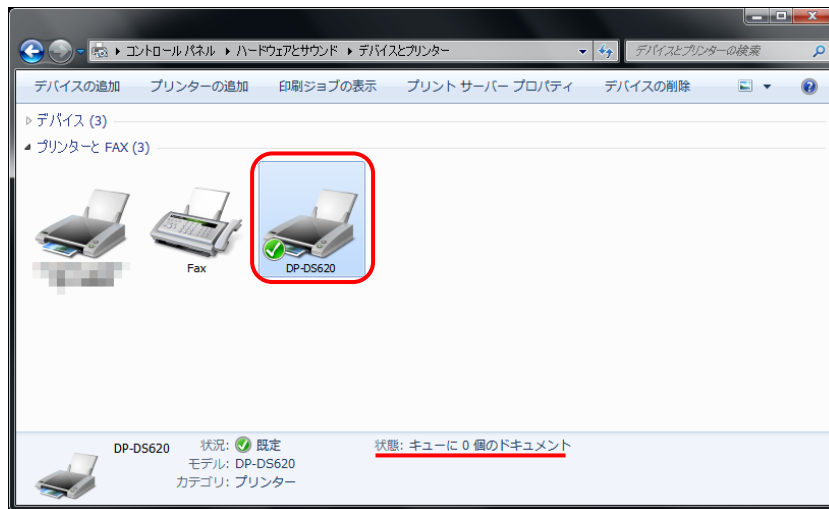 コントロール パネル ▸ ハードウェアとサウンド ▸ デバイスとプリンター
デバイスとプリンターの検索
デバイスの追加 プリンターの追加 印刷ジョブの表示 プリント サーバー プロパティ デバイスの削除
デバイス (3)
プリンターと FAX (3)
Fax
DP-DS620
DP-DS620 状況: 既定 状態: キューに 0 個のドキュメント
モデル: DP-DS620
カテゴリ: プリンター